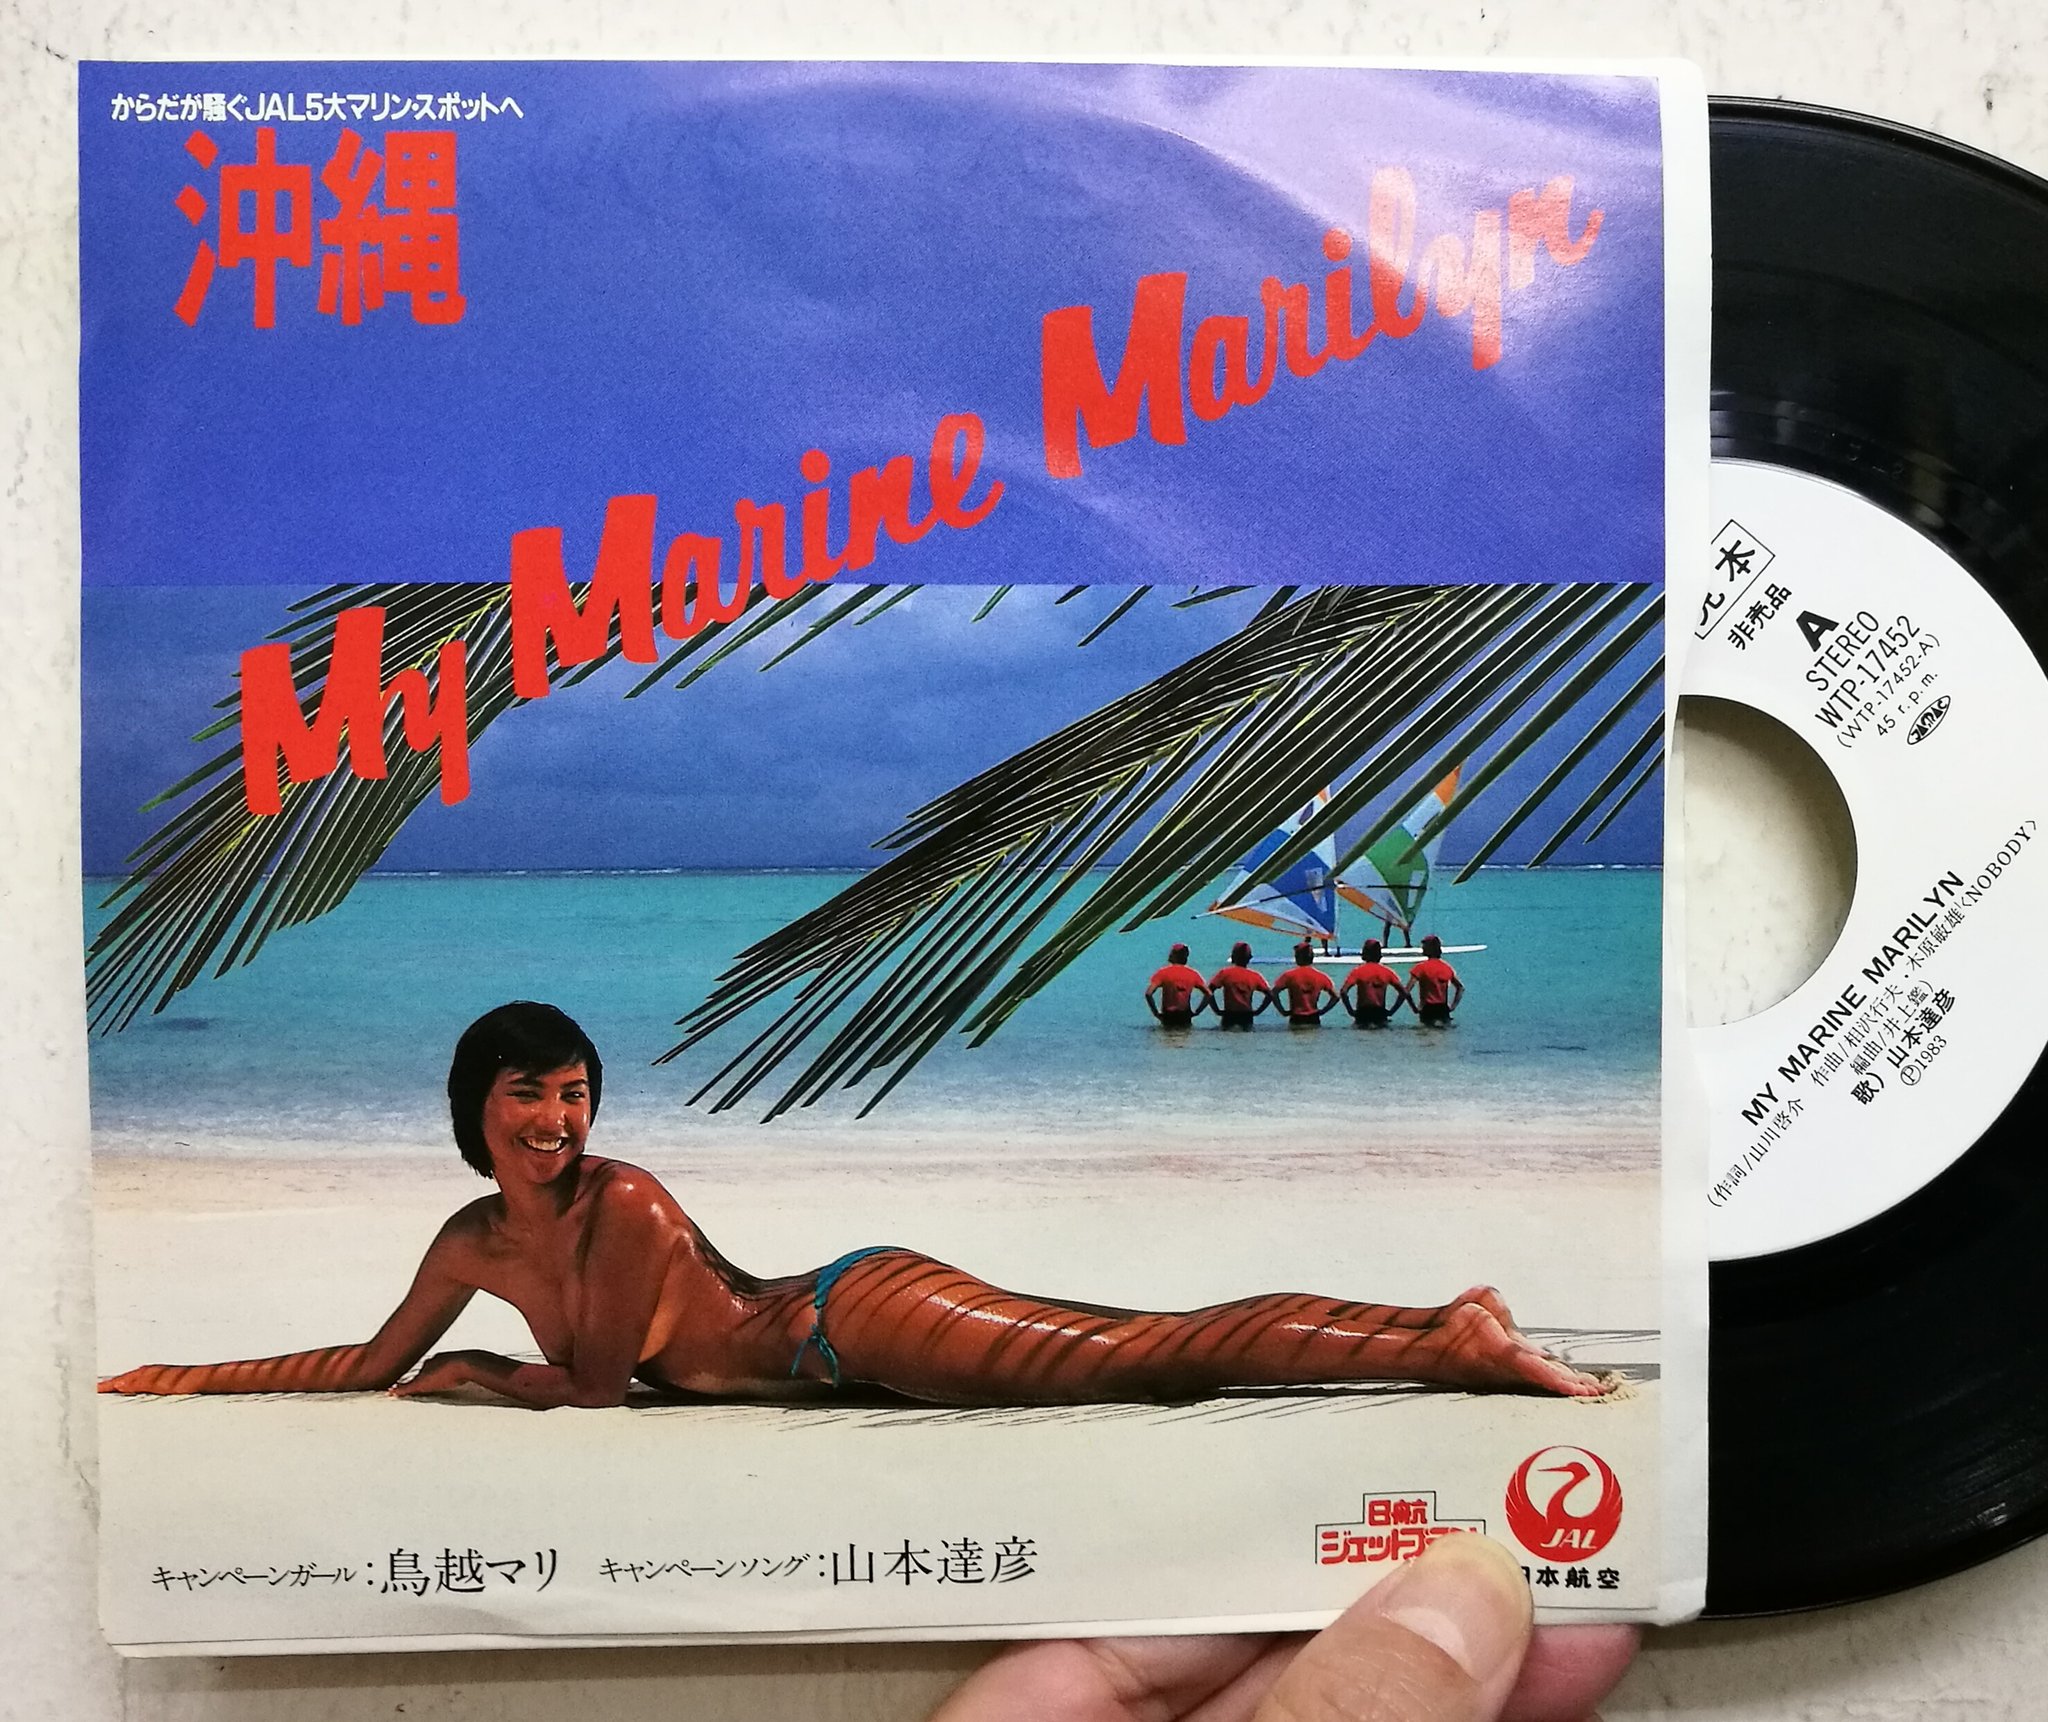 からだが騒ぐJAL5大マリン・スポットへ
沖縄
My Marine Marilyn
キャンペーンガール：鳥越マリ キャンペーンソング：山本達彦
日航
JAL
本航空
本
非売品
A
STEREO
WTP-17452
(WTP-17452-A)
45 r.p.m.
JASRAC
MY MARINE MARILYN
(作詞/山川啓介 作曲/相沢行夫・木原敏雄<NOBODY>
編曲/井上鑑)
歌) 山本達彦
Ⓟ1983